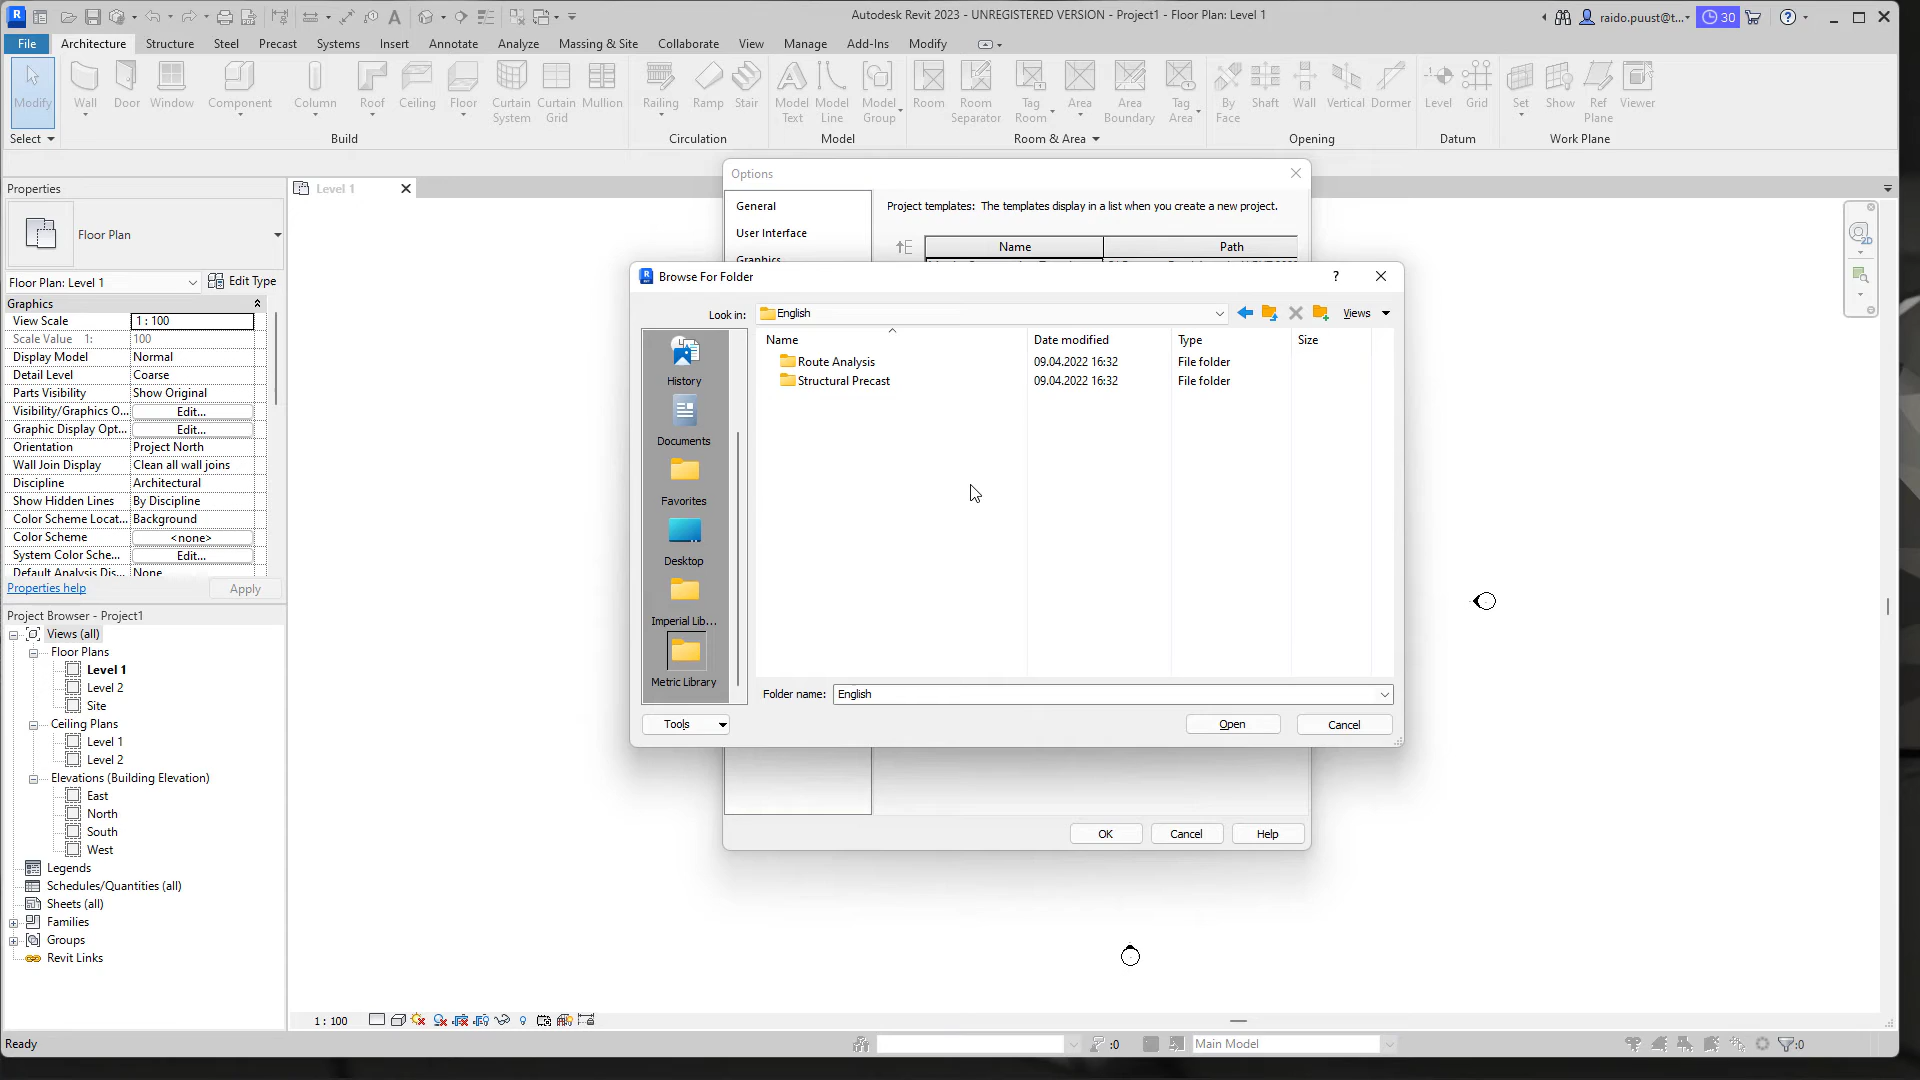 Autodesk Revit 2023 - UNREGISTERED VERSION - Project1 - Floor Plan: Level 1
raido.puust@t...
30
File Architecture Structure Steel Precast Systems Insert Annotate Analyze Massing & Site Collaborate View Manage Add-Ins Modify
Modify Wall Door Window Component Column Roof Ceiling Floor Curtain System Curtain Grid Mullion Railing Ramp Stair Model Text Model Line Model Group Room Room Separator Tag Room Area Area Boundary Tag Area By Face Shaft Wall Vertical Dormer Level Grid Set Show Ref Plane Viewer
Select Build Circulation Model Room & Area Opening Datum Work Plane
Properties
Level 1
Floor Plan
Floor Plan: Level 1 Edit Type
Graphics
View Scale 1 : 100
Scale Value 1: 100
Display Model Normal
Detail Level Coarse
Parts Visibility Show Original
Visibility/Graphics O... Edit...
Graphic Display Opt... Edit...
Orientation Project North
Wall Join Display Clean all wall joins
Discipline Architectural
Show Hidden Lines By Discipline
Color Scheme Locat... Background
Color Scheme <none>
System Color Sche... Edit...
Default Analysis Dis... None
Properties help Apply
Project Browser - Project1
Views (all)
Floor Plans
Level 1
Level 2
Site
Ceiling Plans
Level 1
Level 2
Elevations (Building Elevation)
East
North
South
West
Legends
Schedules/Quantities (all)
Sheets (all)
Families
Groups
Revit Links
Options
General
User Interface
Graphics
Project templates: The templates display in a list when you create a new project.
Name Path
Browse For Folder
Look in: English Views
Name Date modified Type Size
Route Analysis 09.04.2022 16:32 File folder
Structural Precast 09.04.2022 16:32 File folder
History
Documents
Favorites
Desktop
Imperial Lib...
Metric Library
Folder name: English
Tools Open Cancel
OK Cancel Help
2D
1 : 100
Ready
:0
Main Model
:0